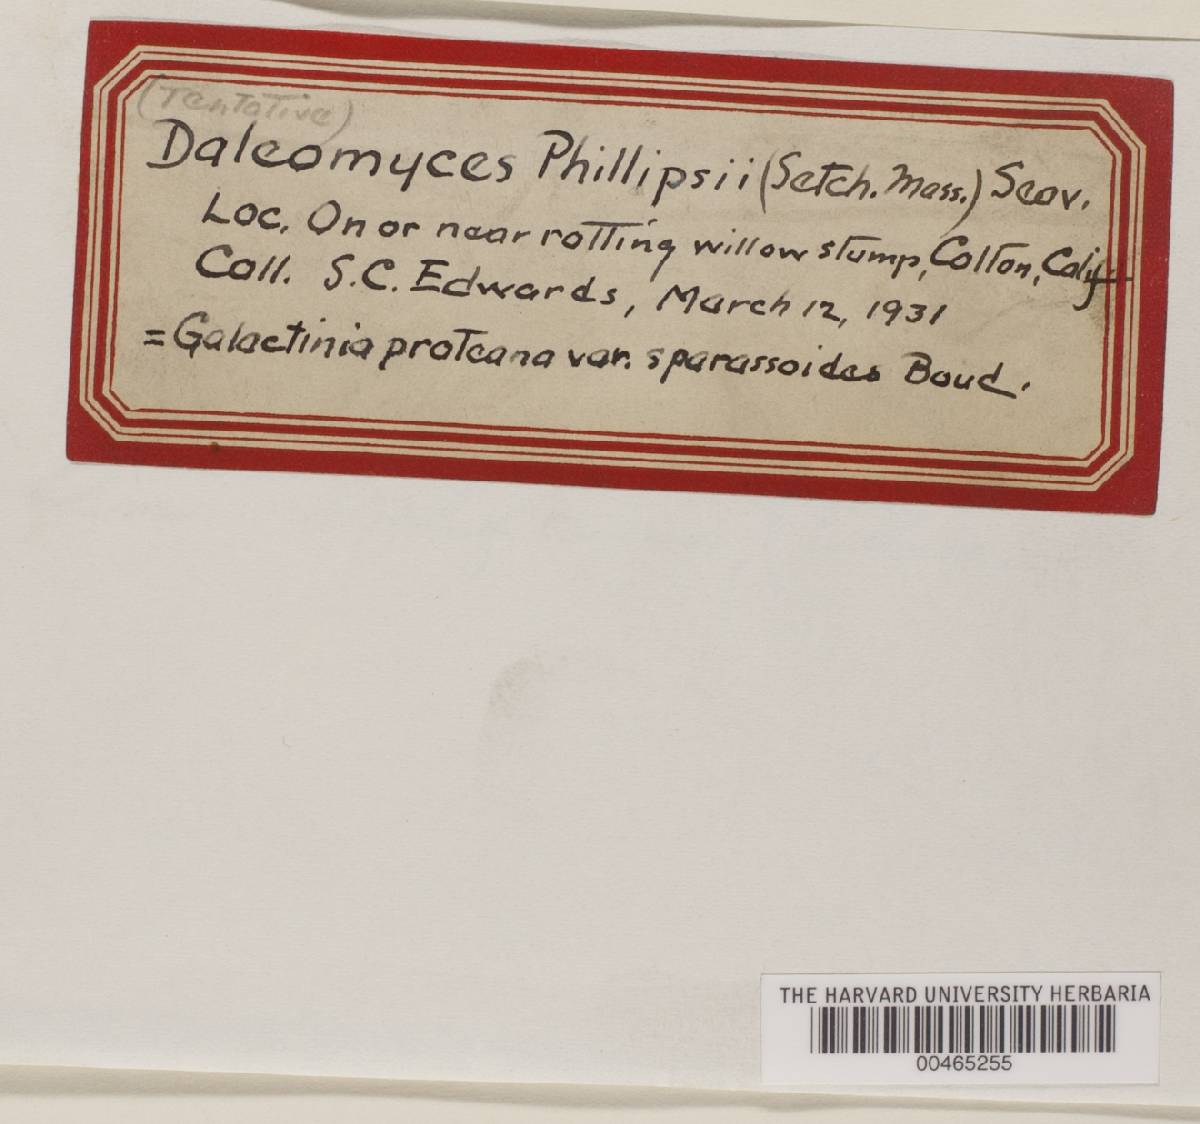 (Tentative)
Daleomyces Phillipsii (Setch. Mass.) Seav.
Loc. On or near rotting willow stump, Colton, Calif.
Coll. S.C. Edwards, March 12, 1931
=Galactinia proteana var. sparassoides Boud.
THE HARVARD UNIVERSITY HERBARIA
00465255